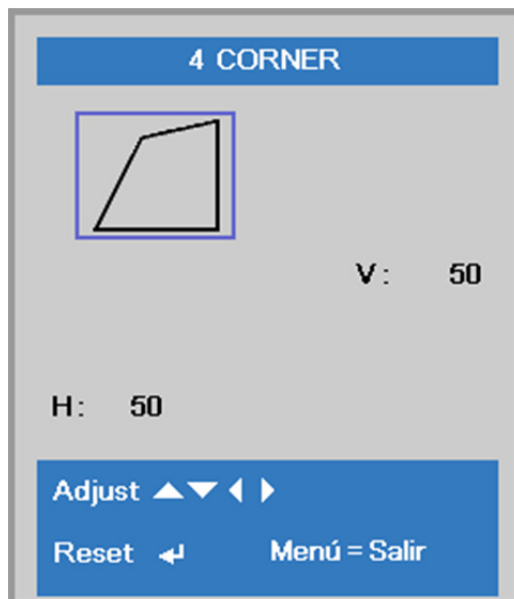 4 CORNER
V: 50
H: 50
Adjust ▲▼◀▶
Reset ↵ Menú = Salir